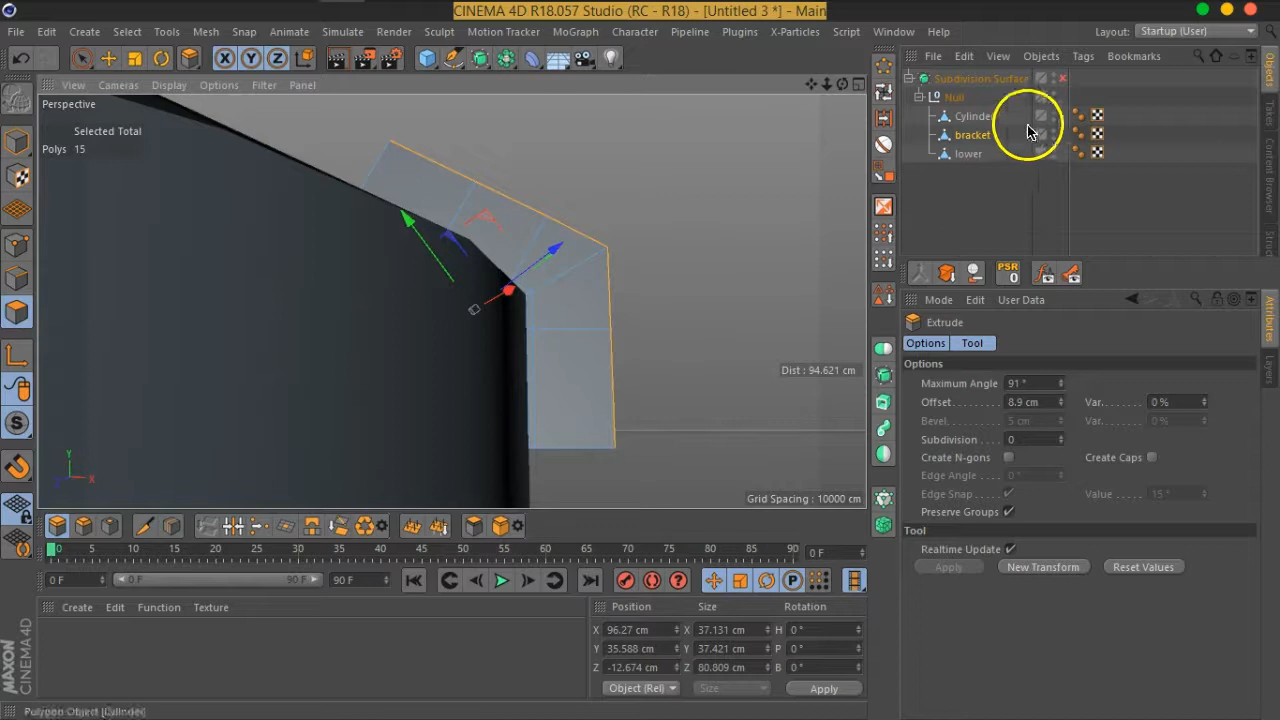 CINEMA 4D R18.057 Studio (RC - R18) - [Untitled 3 *] - Main
File Edit Create Select Tools Mesh Snap Animate Simulate Render Sculpt Motion Tracker MoGraph Character Pipeline Plugins X-Particles Script Window Help Layout: Startup (User)
X Y Z
File Edit View Objects Tags Bookmarks
View Cameras Display Options Filter Panel
Subdivision Surface
Null
Cylinder
bracket
lower
Objects
Takes
Content Browser
Perspective
Selected Total
Polys 15
Dist : 94.621 cm
Grid Spacing : 10000 cm
PSR
0
Mode Edit User Data
Extrude
Options Tool
Options
Maximum Angle 91 °
Offset 8.9 cm Var. 0 %
Bevel. 5 cm Var. 0 %
Subdivision 0
Create N-gons Create Caps
Edge Angle 0 °
Edge Snap Value 15 °
Preserve Groups
Tool
Realtime Update
Apply New Transform Reset Values
Attributes
Layers
0 5 10 15 20 25 30 35 40 45 50 55 60 65 70 75 80 85 90 0 F
0 F 0 F 90 F 90 F
Create Edit Function Texture
Position Size Rotation
X 96.27 cm X 37.131 cm H 0 °
Y 35.588 cm Y 37.421 cm P 0 °
Z -12.674 cm Z 80.809 cm B 0 °
Object (Rel) Size Apply
MAXON
CINEMA 4D
Polygon Object [Cylinder]